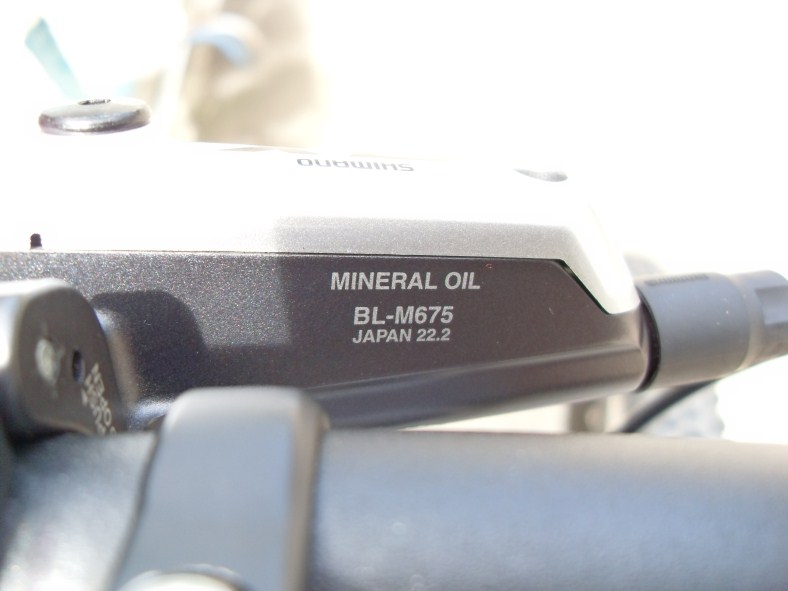 SHIMANO
MINERAL OIL
BL-M675
JAPAN 22.2